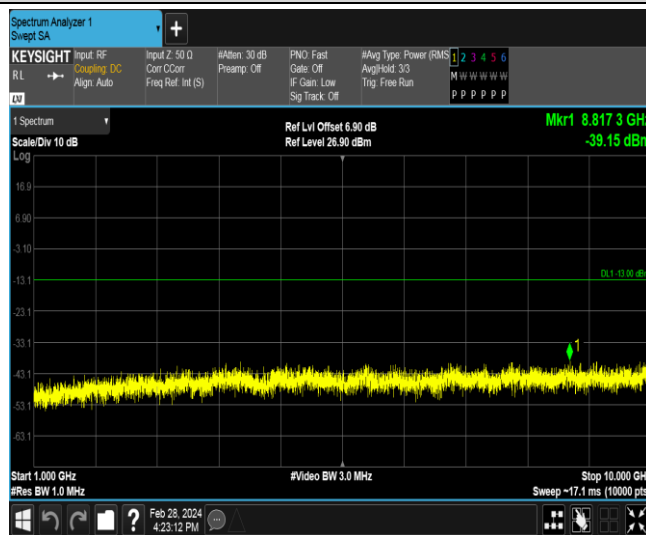 Spectrum Analyzer 1
Swept SA
KEYSIGHT
RL
LXI
Input: RF
Coupling: DC
Align: Auto
Input Z: 50 Ω
Corr CCorr
Freq Ref: Int (S)
#Atten: 30 dB
Preamp: Off
PNO: Fast
Gate: Off
IF Gain: Low
Sig Track: Off
#Avg Type: Power (RMS
Avg|Hold: 3/3
Trig: Free Run
1 2 3 4 5 6
M W W W W W
P P P P P P
1 Spectrum
Scale/Div 10 dB
Log
Ref Lvl Offset 6.90 dB
Ref Level 26.90 dBm
Mkr1 8.817 3 GH
-39.15 dBm
16.9
6.90
-3.10
-13.1
-23.1
-33.1
-43.1
-53.1
-63.1
DL1 -13.00 dBm
1
Start 1.000 GHz
#Res BW 1.0 MHz
#Video BW 3.0 MHz
Stop 10.000 GH
Sweep ~17.1 ms (10000 pts
?
Feb 28, 2024
4:23:12 PM